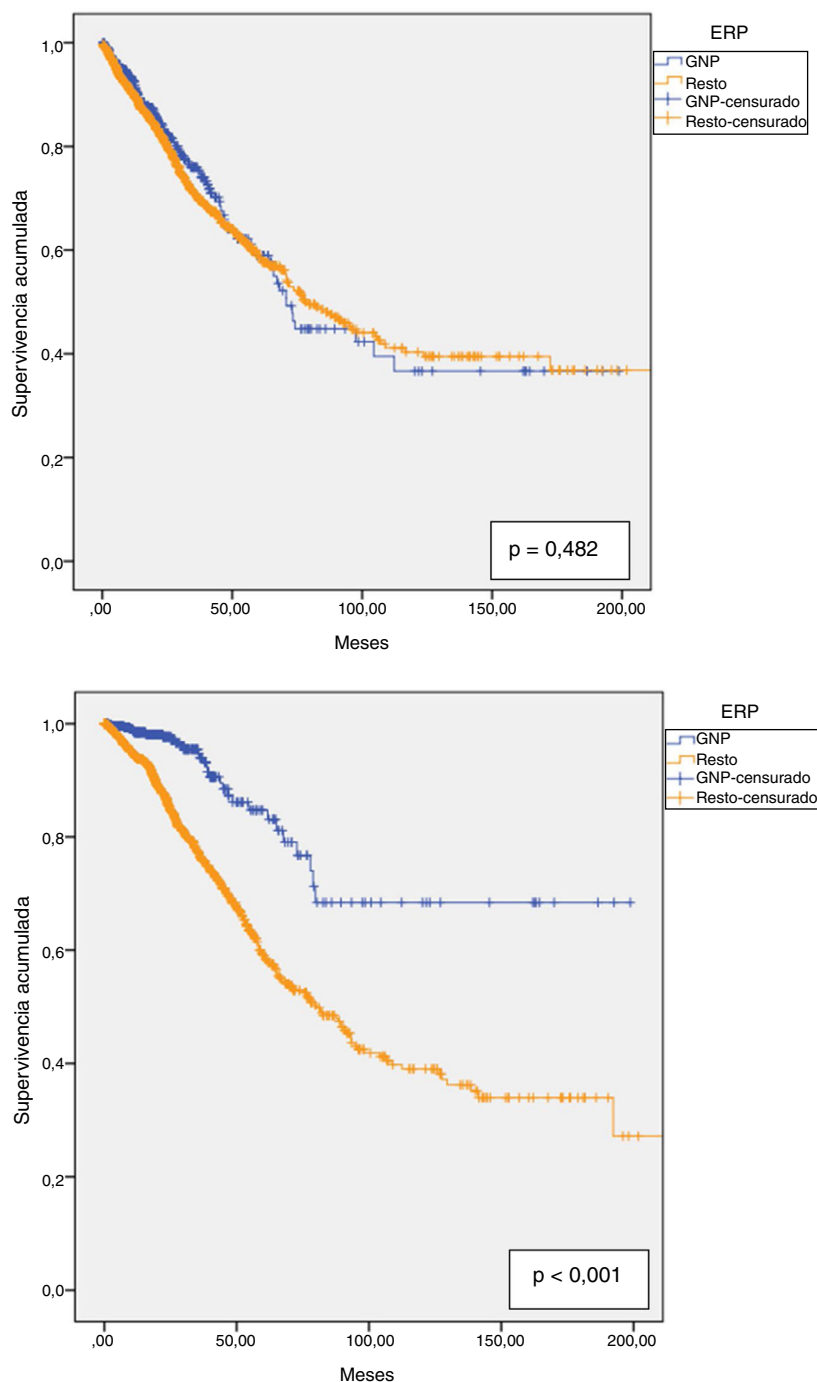 ERP
GNP
Resto
GNP-censurado
Resto-censurado
Supervivencia acumulada
1,0
0,8
0,6
0,4
0,2
0,0
p = 0,482
,00
50,00
100,00
150,00
200,00
Meses
ERP
GNP
Resto
GNP-censurado
Resto-censurado
Supervivencia acumulada
1,0
0,8
0,6
0,4
0,2
0,0
p < 0,001
,00
50,00
100,00
150,00
200,00
Meses